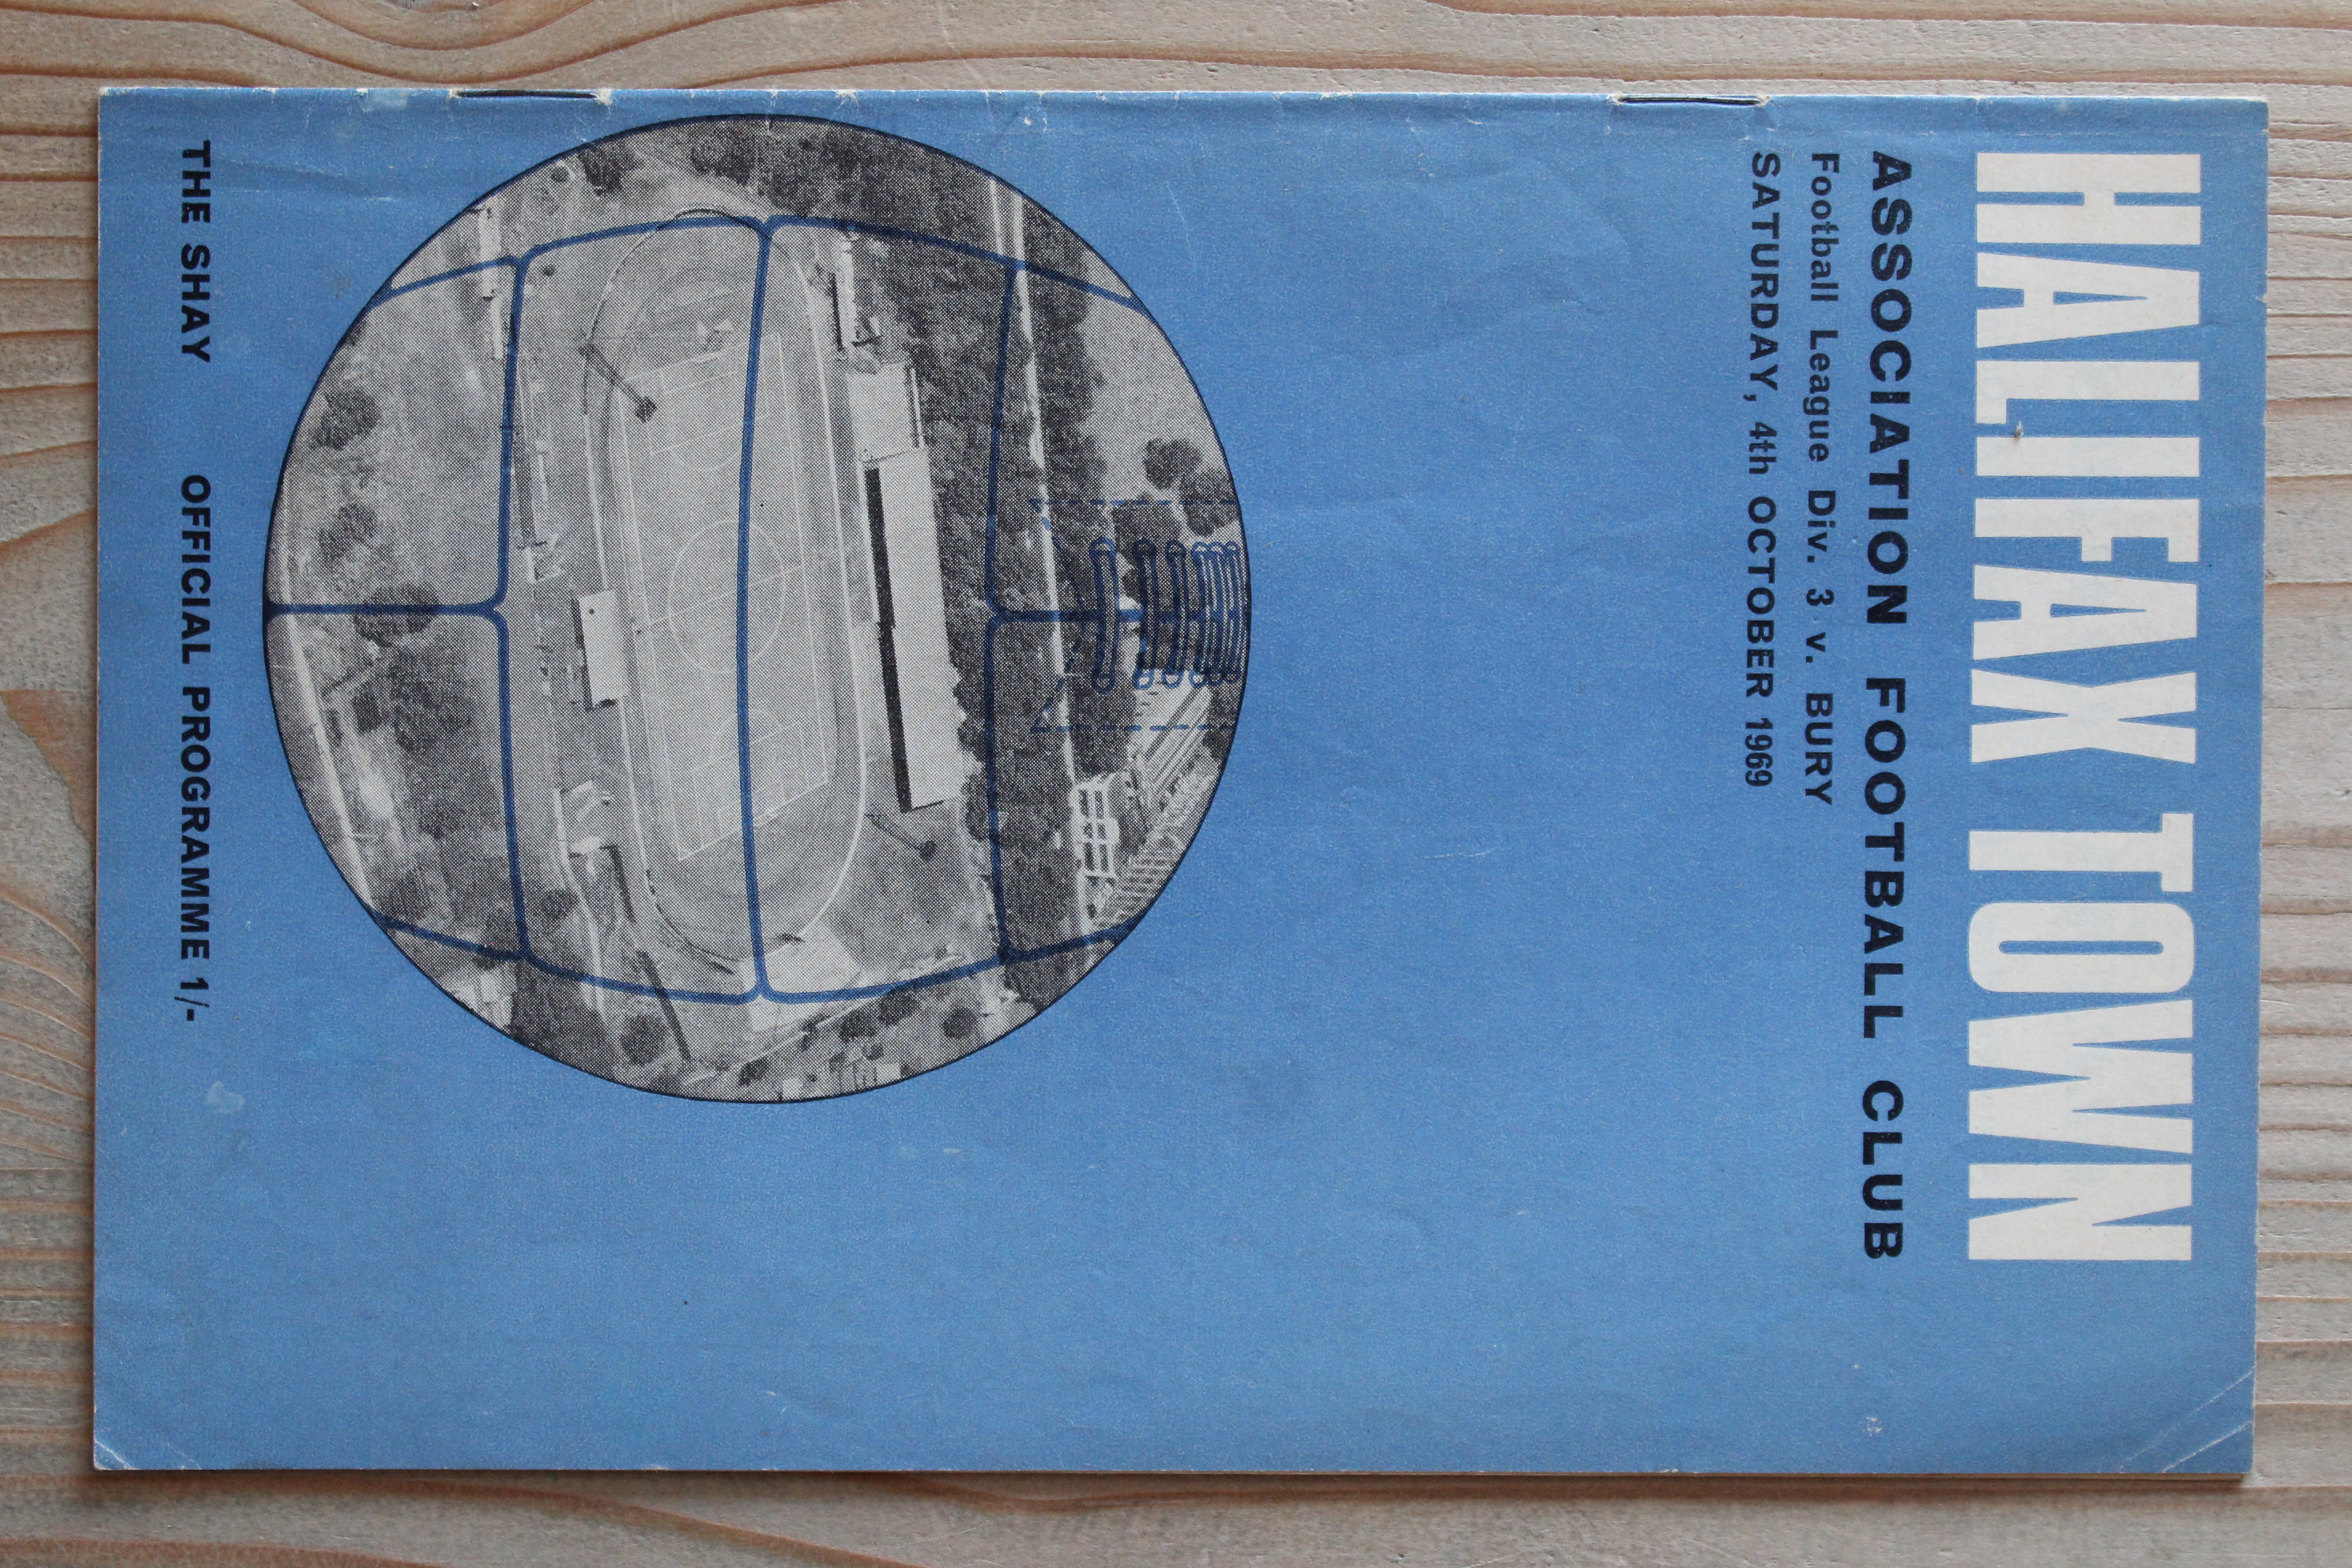 HALIFAX TOWN
ASSOCIATION FOOTBALL CLUB
Football League Div. 3 v. BURY
SATURDAY, 4th OCTOBER 1969
THE SHAY OFFICIAL PROGRAMME 1/-